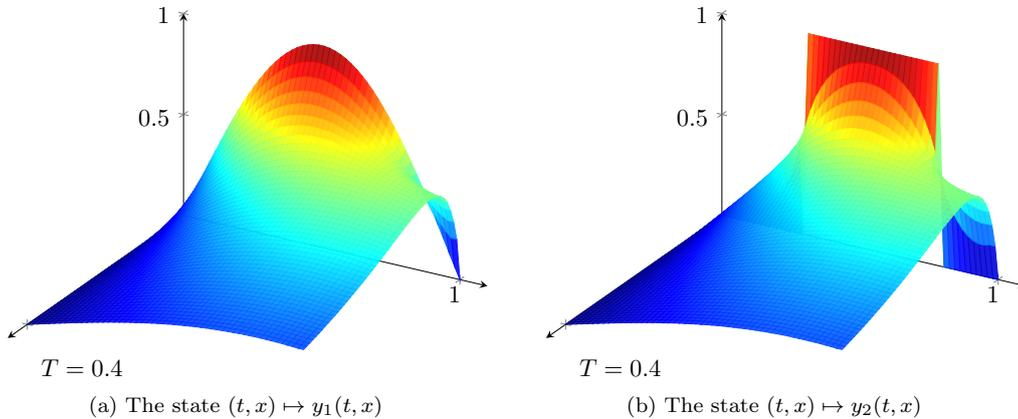 1
0.5
1
T = 0.4
(a) The state (t, x) ↦ y₁(t, x)
1
0.5
1
T = 0.4
(b) The state (t, x) ↦ y₂(t, x)